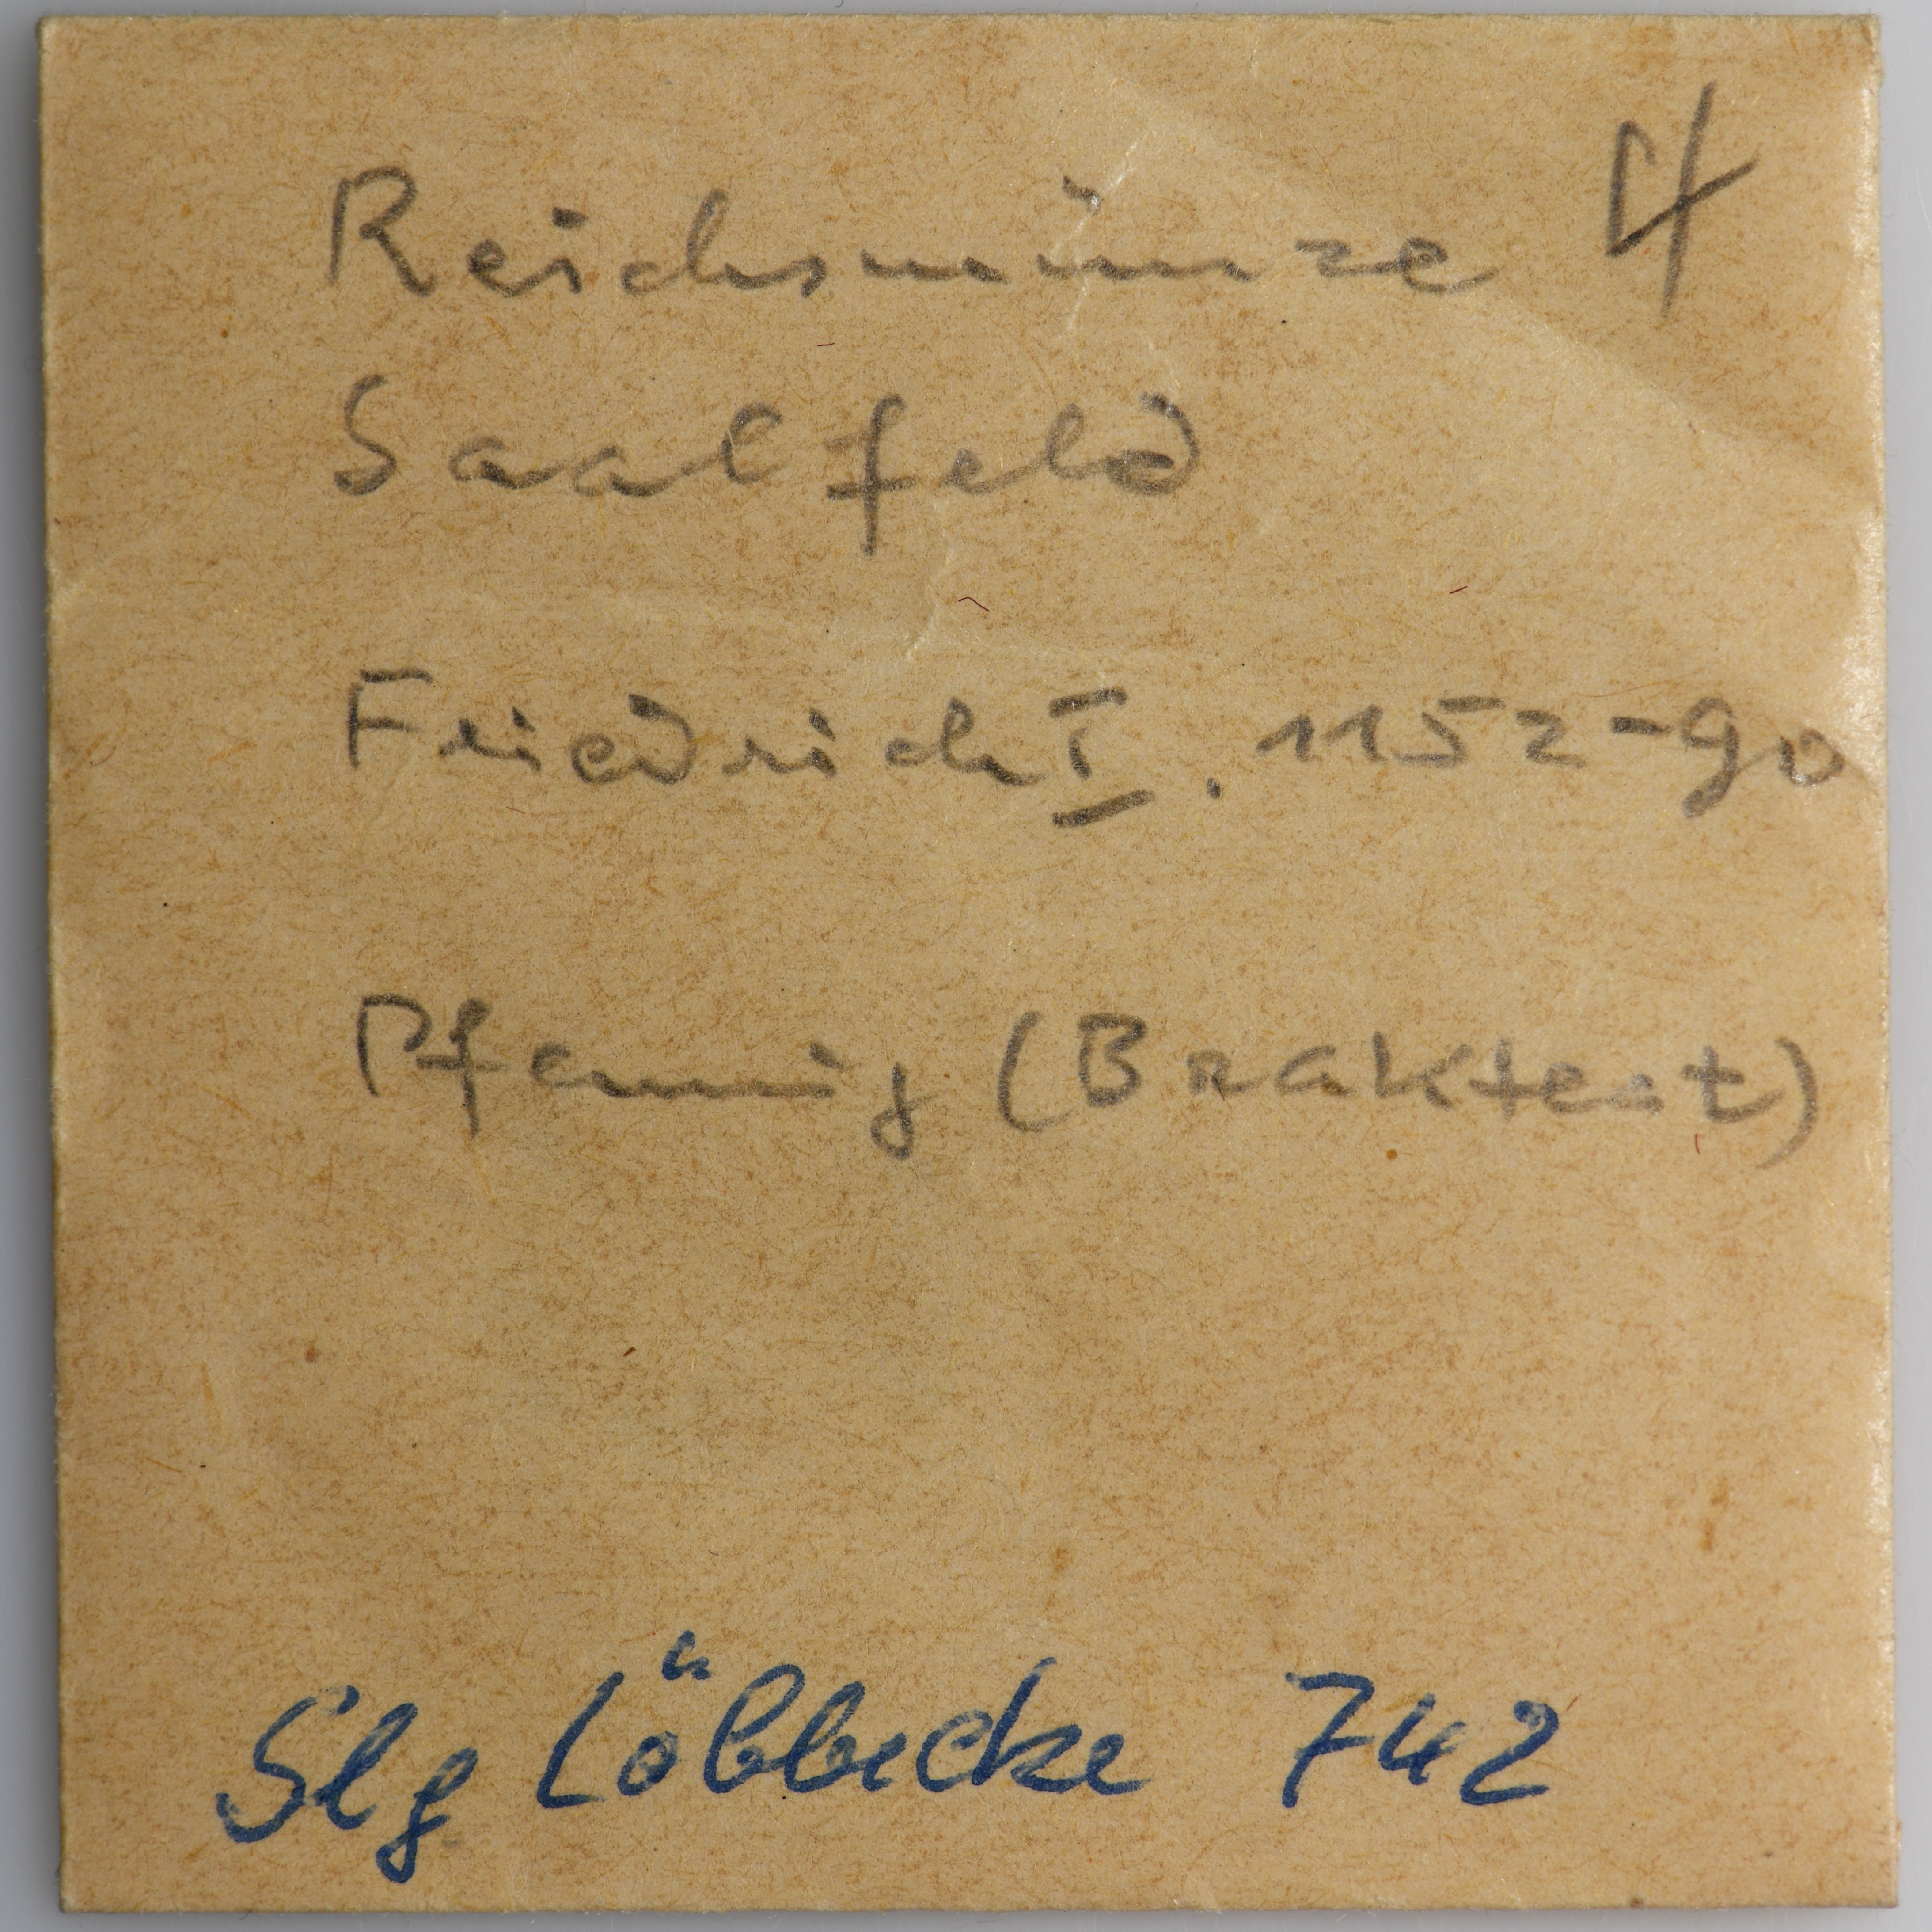 Reichsmünze 4
Saalfeld
Friedrich I. 1152-90
Pfennig (Brakteat)
Slg Löbbecke 742